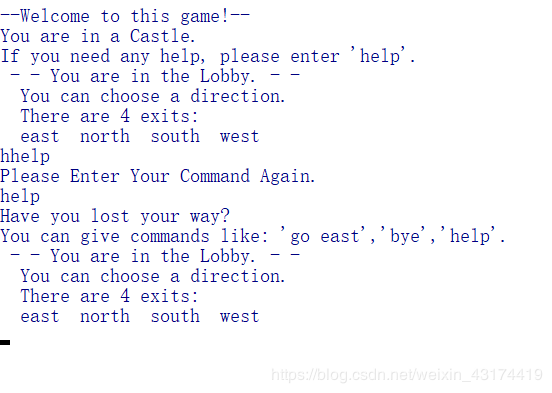 --Welcome to this game!--
You are in a Castle.
If you need any help, please enter 'help'.
- - You are in the Lobby. - -
You can choose a direction.
There are 4 exits:
east north south west
hhelp
Please Enter Your Command Again.
help
Have you lost your way?
You can give commands like: 'go east','bye','help'.
- - You are in the Lobby. - -
You can choose a direction.
There are 4 exits:
east north south west
https://blog.csdn.net/weixin_43174419